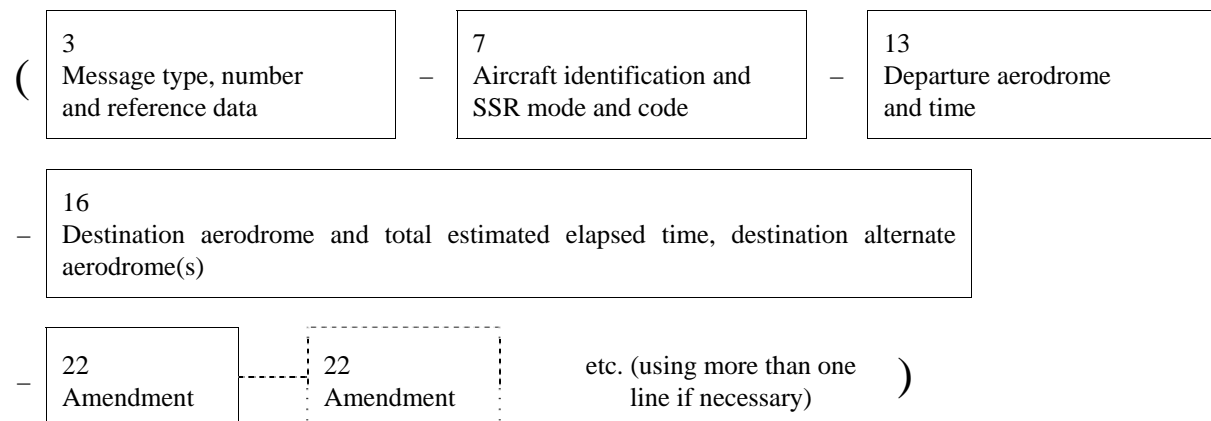 3 7 13
( Message type, number – Aircraft identification and – Departure aerodrome
and reference data SSR mode and code and time
16
– Destination aerodrome and total estimated elapsed time, destination alternate
aerodrome(s)
22 22 etc. (using more than one )
– Amendment Amendment line if necessary)